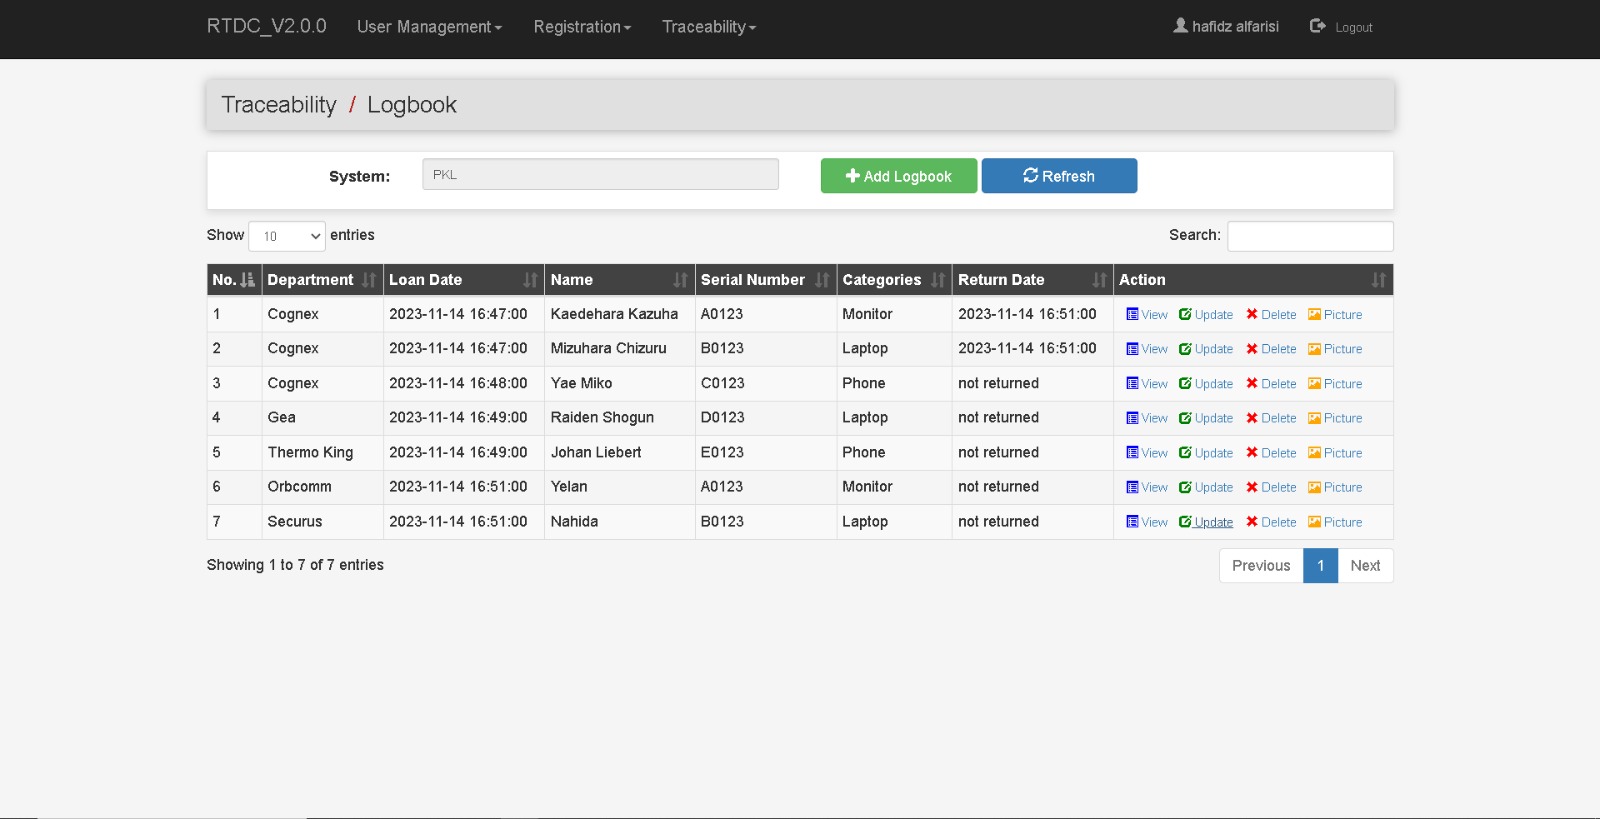 RTDC_V2.0.0 User Management Registration Traceability hafidz alfarisi Logout
Traceability / Logbook
System: PKL Add Logbook Refresh
Show 10 entries Search:
No. Department Loan Date Name Serial Number Categories Return Date Action
1 Cognex 2023-11-14 16:47:00 Kaedehara Kazuha A0123 Monitor 2023-11-14 16:51:00 View Update Delete Picture
2 Cognex 2023-11-14 16:47:00 Mizuhara Chizuru B0123 Laptop 2023-11-14 16:51:00 View Update Delete Picture
3 Cognex 2023-11-14 16:48:00 Yae Miko C0123 Phone not returned View Update Delete Picture
4 Gea 2023-11-14 16:49:00 Raiden Shogun D0123 Laptop not returned View Update Delete Picture
5 Thermo King 2023-11-14 16:49:00 Johan Liebert E0123 Phone not returned View Update Delete Picture
6 Orbcomm 2023-11-14 16:51:00 Yelan A0123 Monitor not returned View Update Delete Picture
7 Securus 2023-11-14 16:51:00 Nahida B0123 Laptop not returned View Update Delete Picture
Showing 1 to 7 of 7 entries Previous 1 Next